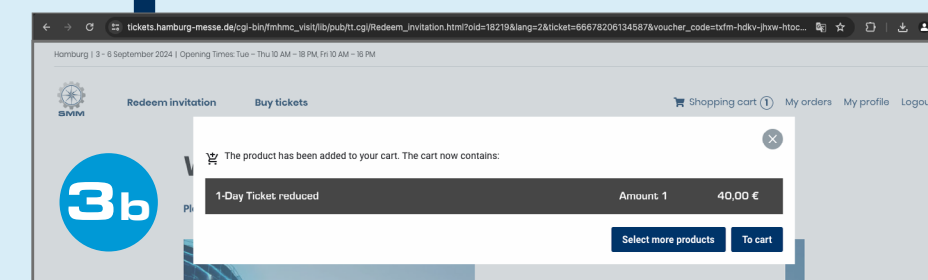 tickets.hamburg-messe.de/cgi-bin/fmhmc_visit/lib/pub/tt.cgi/Redeem_invitation.html?oid=18219&lang=2&ticket=66678206134587&voucher_code=txfm-hdkv-jhxw-htoc...
Hamburg | 3 - 6 September 2024 | Opening Times: Tue – Thu 10 AM – 18 PM, Fri 10 AM – 16 PM
SMM
Redeem invitation Buy tickets Shopping cart 1 My orders My profile Logou
The product has been added to your cart. The cart now contains:
1-Day Ticket reduced Amount 1 40,00 €
3b
Pl
Select more products To cart